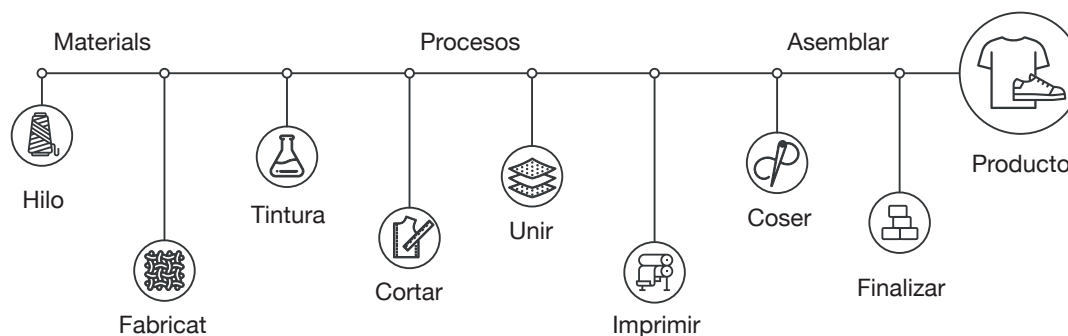 Materials
Procesos
Asemblar
Hilo
Fabricat
Tintura
Cortar
Unir
Imprimir
Coser
Finalizar
Producto